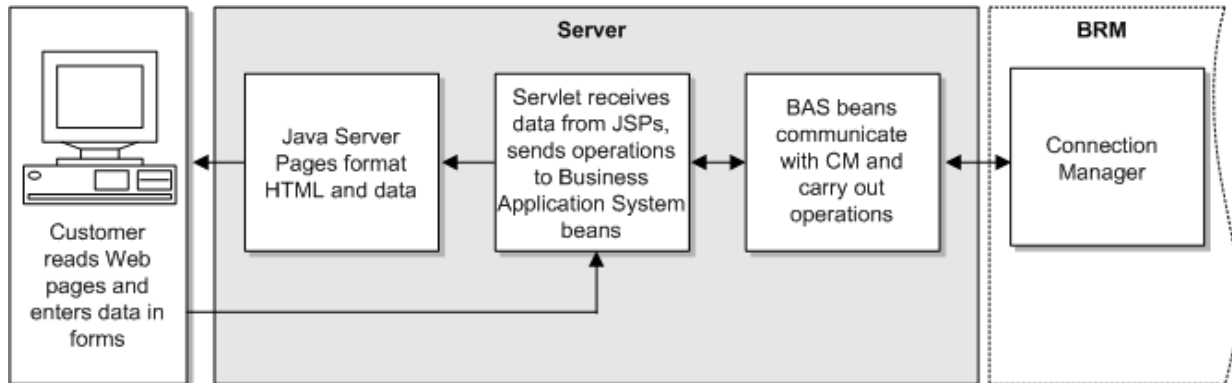 Server
BRM
Customer
reads Web
pages and
enters data in
forms
Java Server
Pages format
HTML and data
Servlet receives
data from JSPs,
sends operations
to Business
Application System
beans
BAS beans
communicate
with CM and
carry out
operations
Connection
Manager